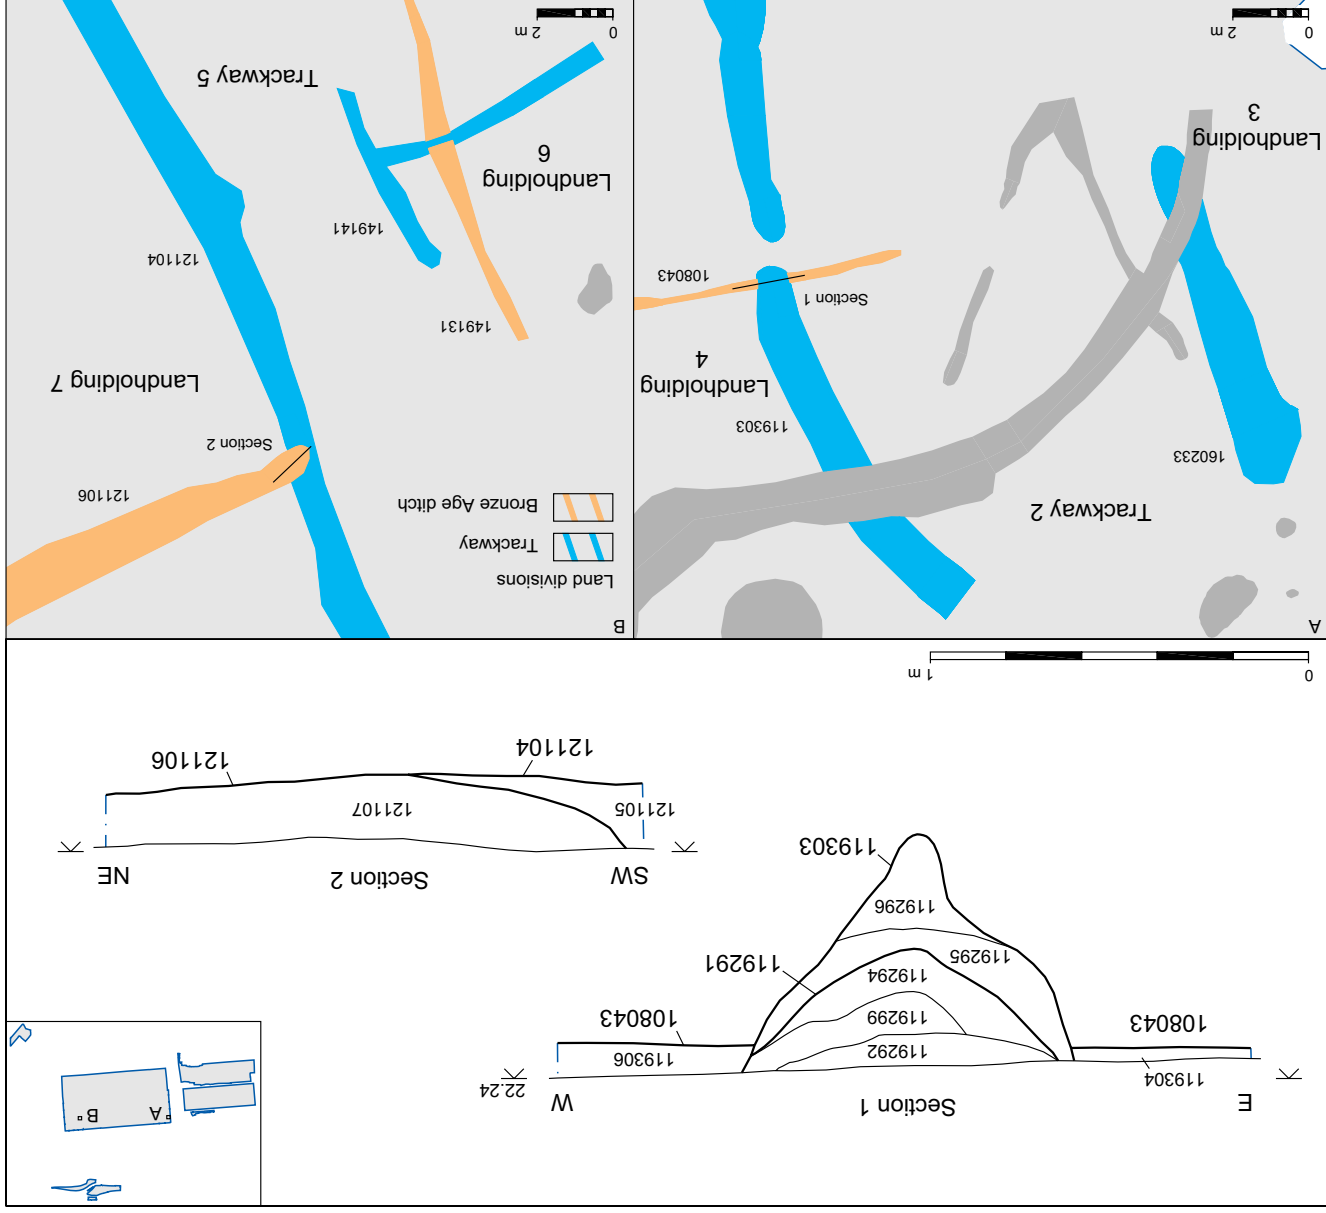 E
Section 1
W
22.24
119304
119292
119306
108043
119299
108043
119294
119291
119295
119296
119303
A
B
SW
Section 2
NE
121105
121107
121104
121106
0
1 m
A
Trackway 2
160233
119303
Landholding
4
Section 1
108043
Landholding
3
0
2 m
B
Land divisions
Trackway
Bronze Age ditch
121106
Section 2
Landholding 7
149131
121104
149141
Landholding
6
Trackway 5
0
2 m